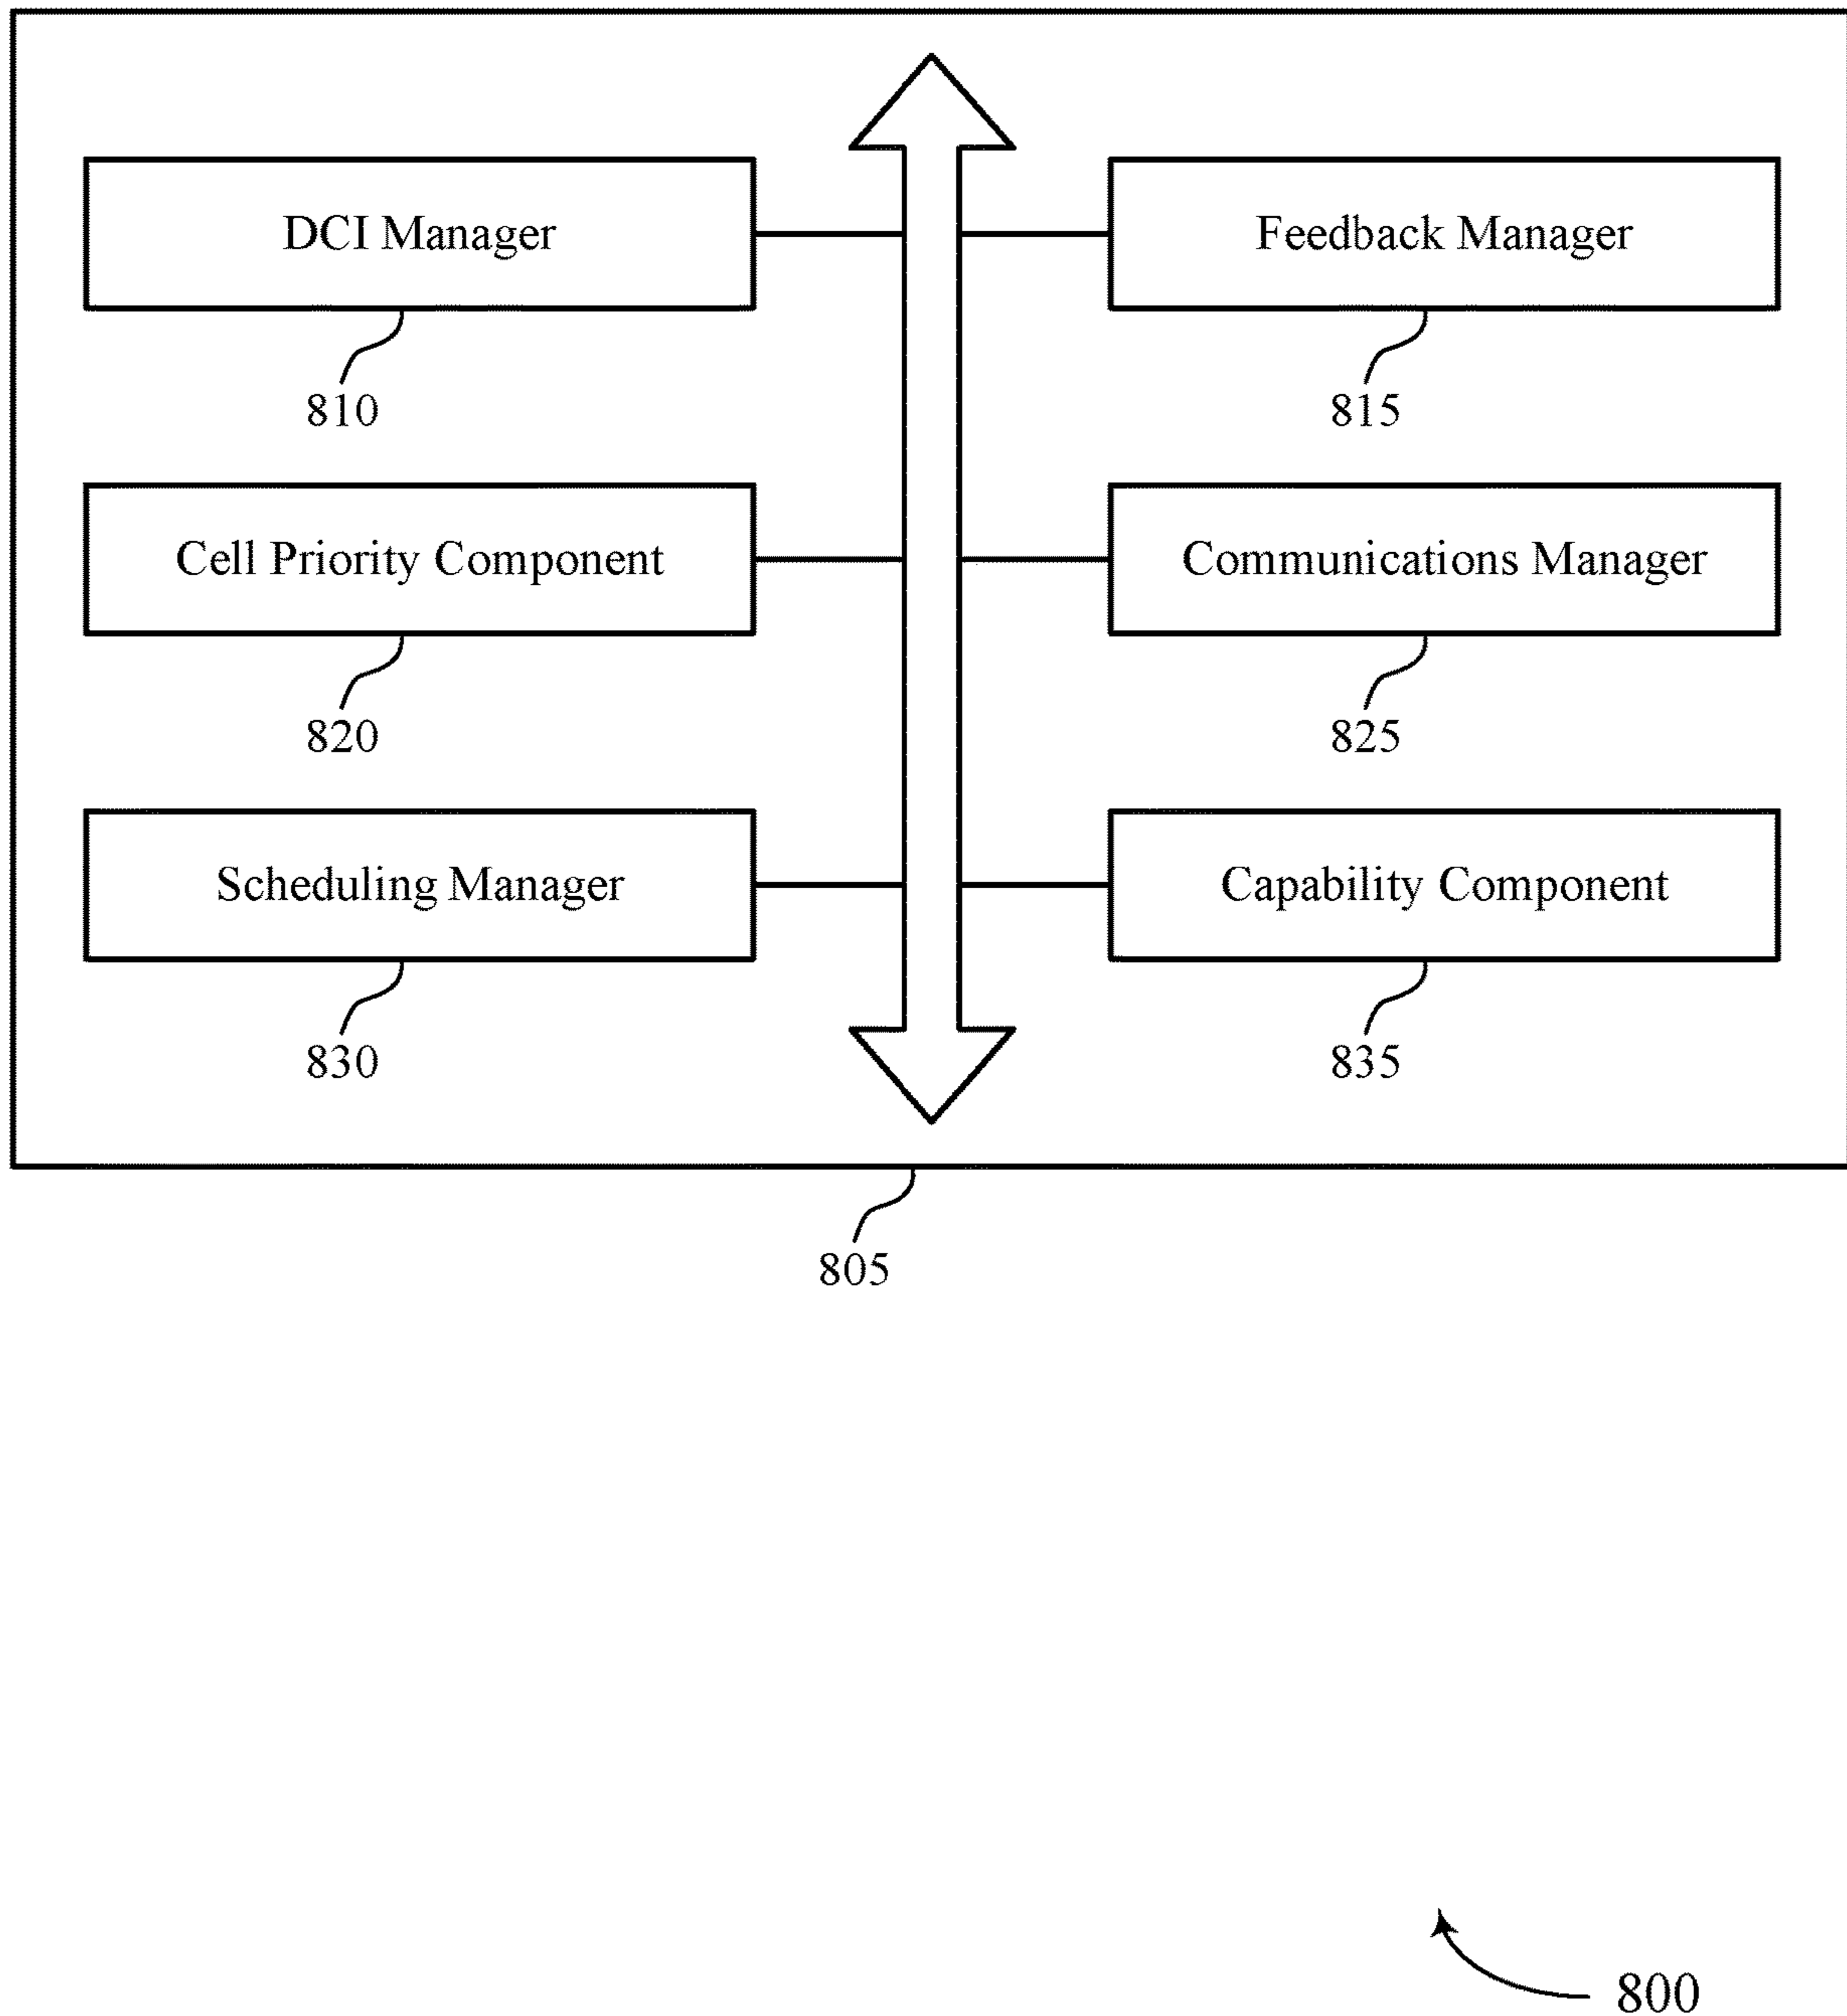 DCI Manager
Feedback Manager
810
815
Cell Priority Component
Communications Manager
820
825
Scheduling Manager
Capability Component
830
835
805
800